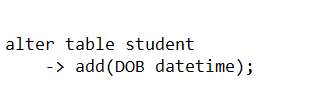 alter table student
-> add(DOB datetime);